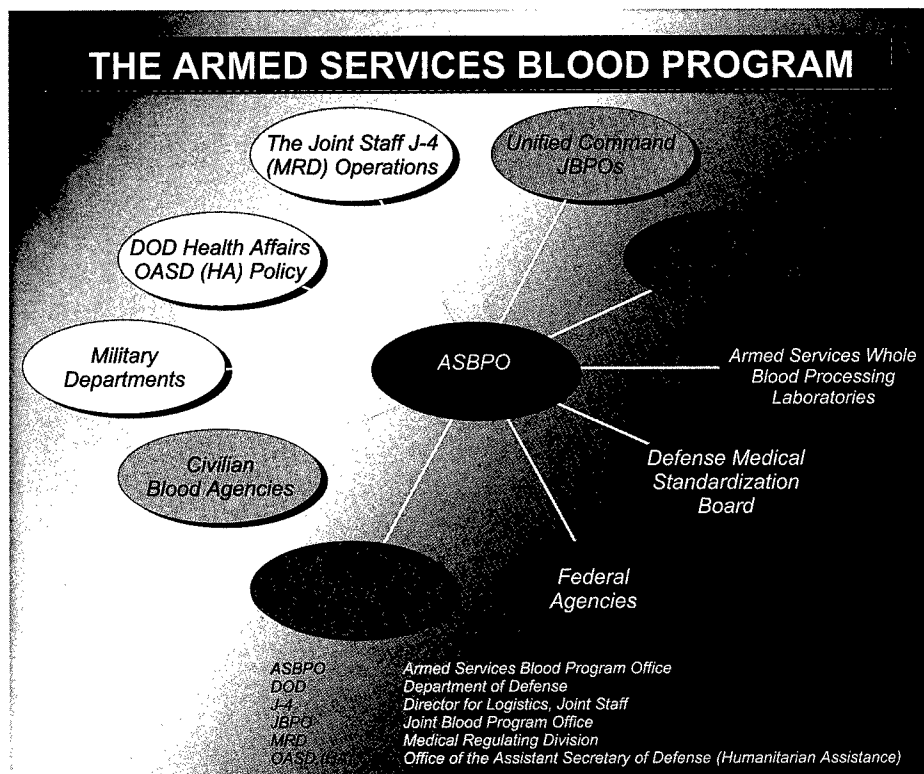 THE ARMED SERVICES BLOOD PROGRAM
The Joint Staff J-4
(MRD) Operations
Unified Command
JBPOs
DOD Health Affairs
OASD (HA) Policy
Military
Departments
ASBPO
Armed Services Whole
Blood Processing
Laboratories
Civilian
Blood Agencies
Defense Medical
Standardization
Board
Federal
Agencies
ASBPO Armed Services Blood Program Office
DOD Department of Defense
J-4 Director for Logistics, Joint Staff
JBPO Joint Blood Program Office
MRD Medical Regulating Division
OASD (HA) Office of the Assistant Secretary of Defense (Humanitarian Assistance)